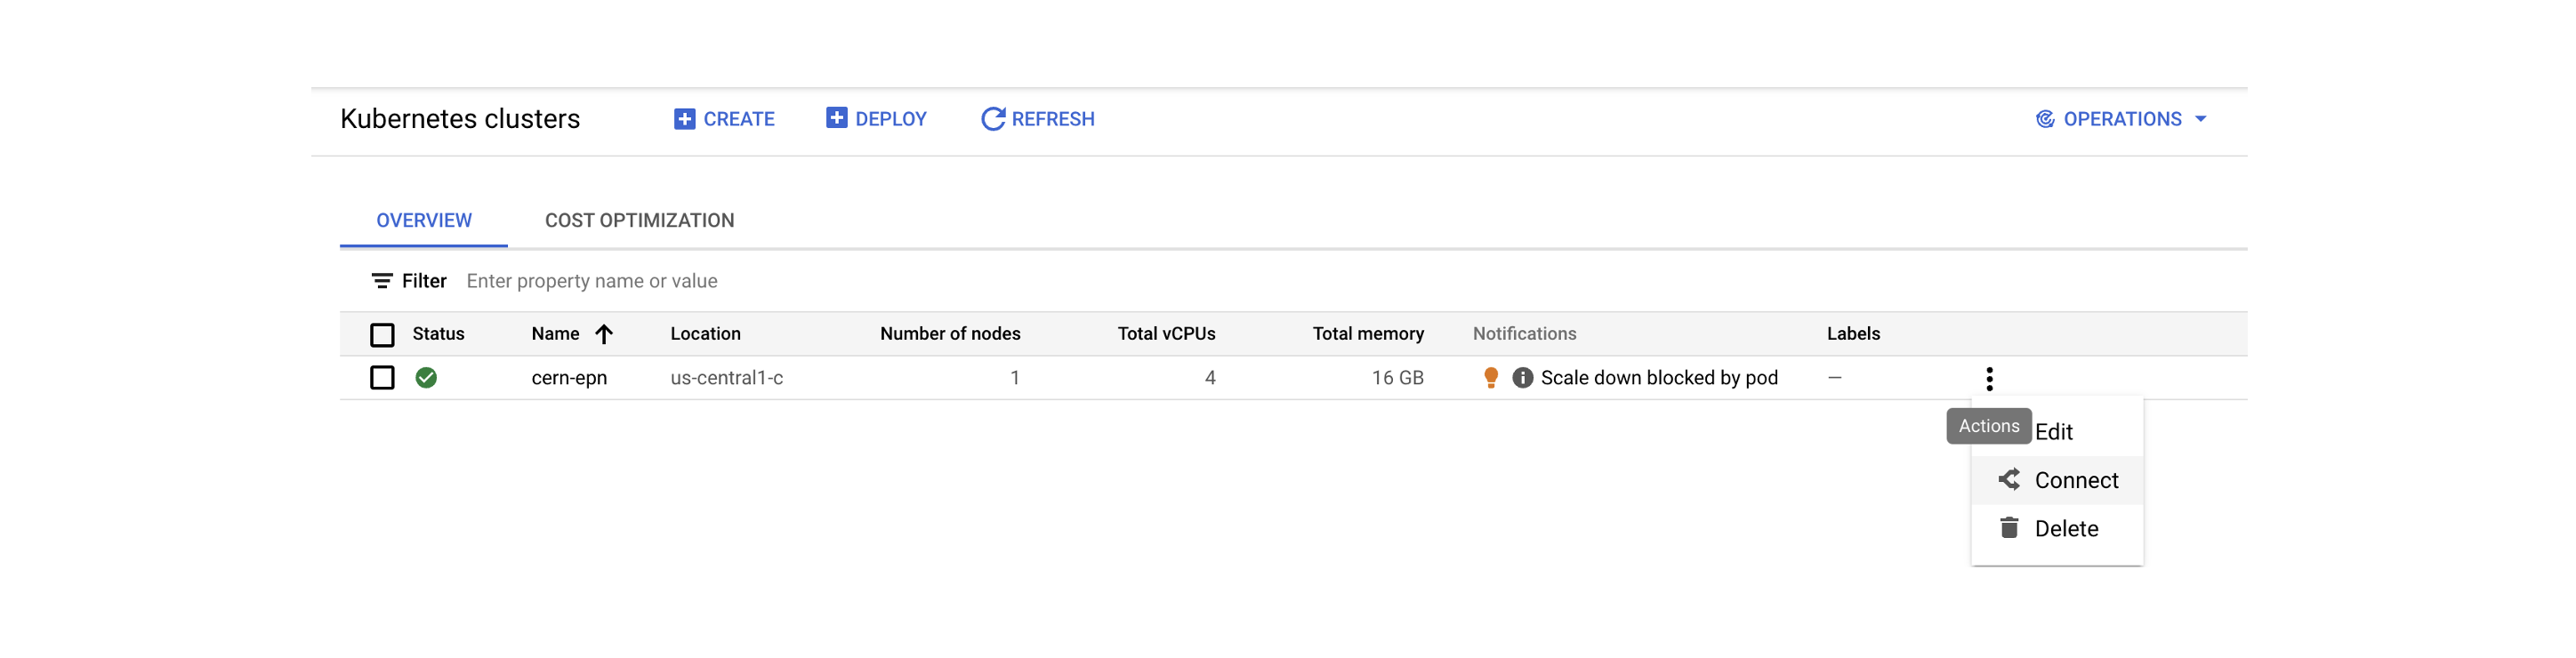 Kubernetes clusters CREATE DEPLOY REFRESH OPERATIONS
OVERVIEW COST OPTIMIZATION
Filter Enter property name or value
Status Name Location Number of nodes Total vCPUs Total memory Notifications Labels
cern-epn us-central1-c 1 4 16 GB Scale down blocked by pod —
Actions Edit
Connect
Delete